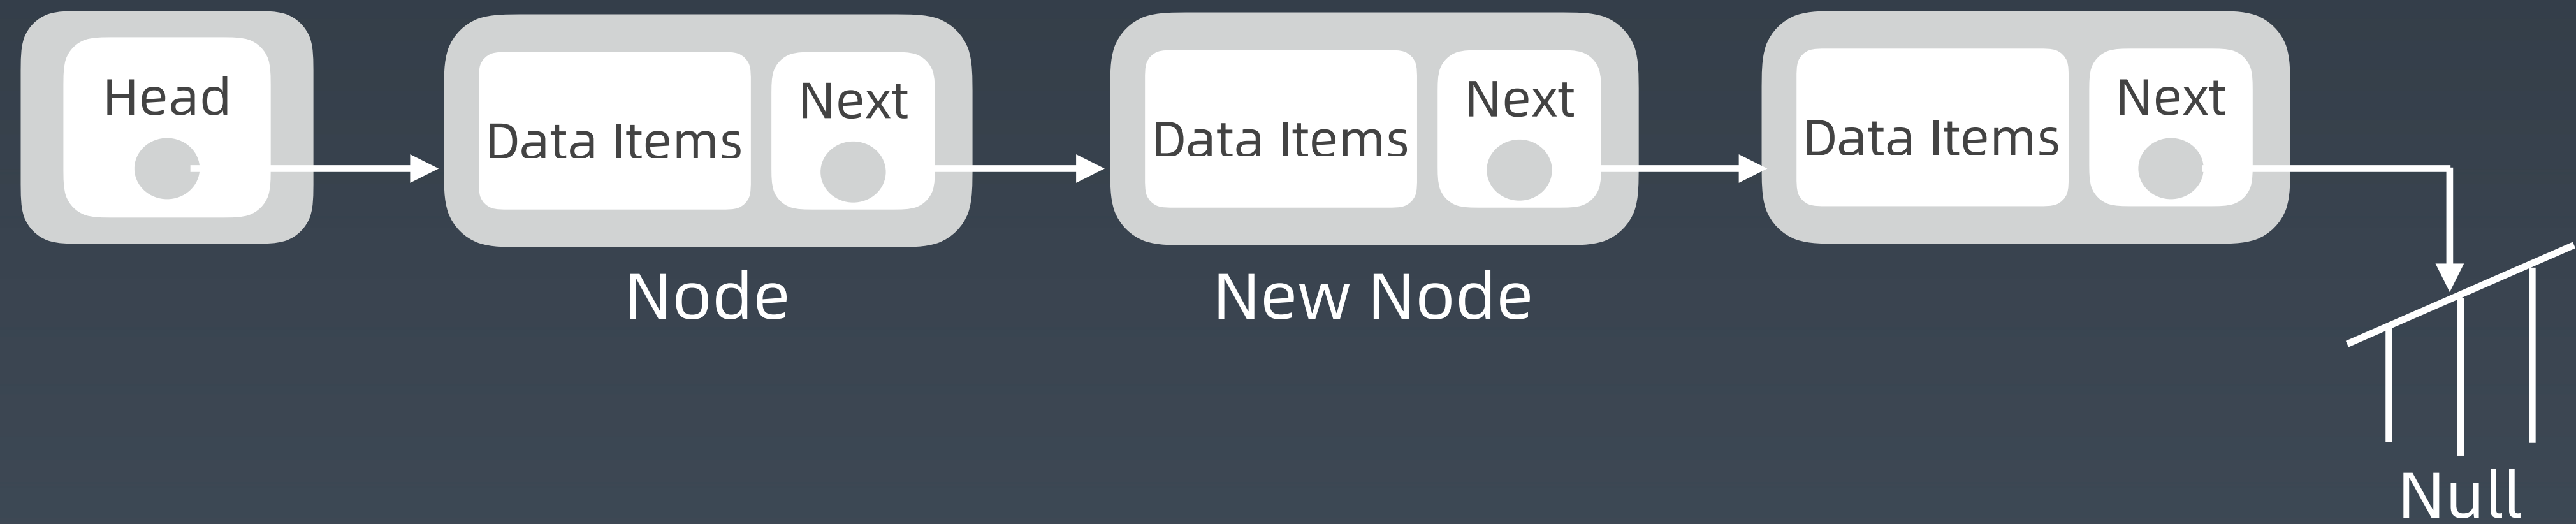 Head
Data Items
Next
Data Items
Next
Data Items
Next
Node
New Node
Null